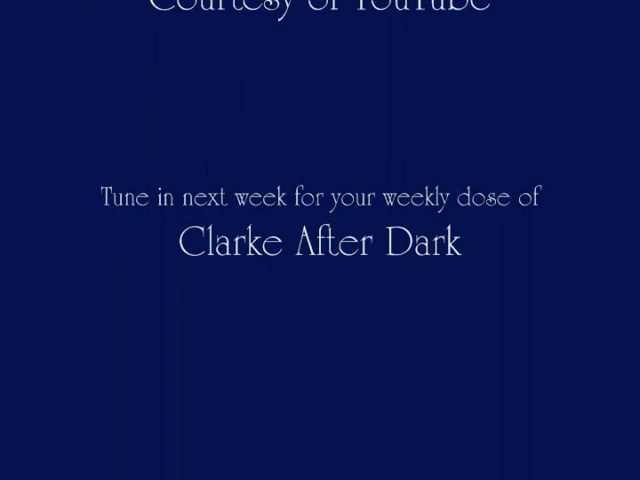 Courtesy of YouTube
Tune in next week for your weekly dose of
Clarke After Dark